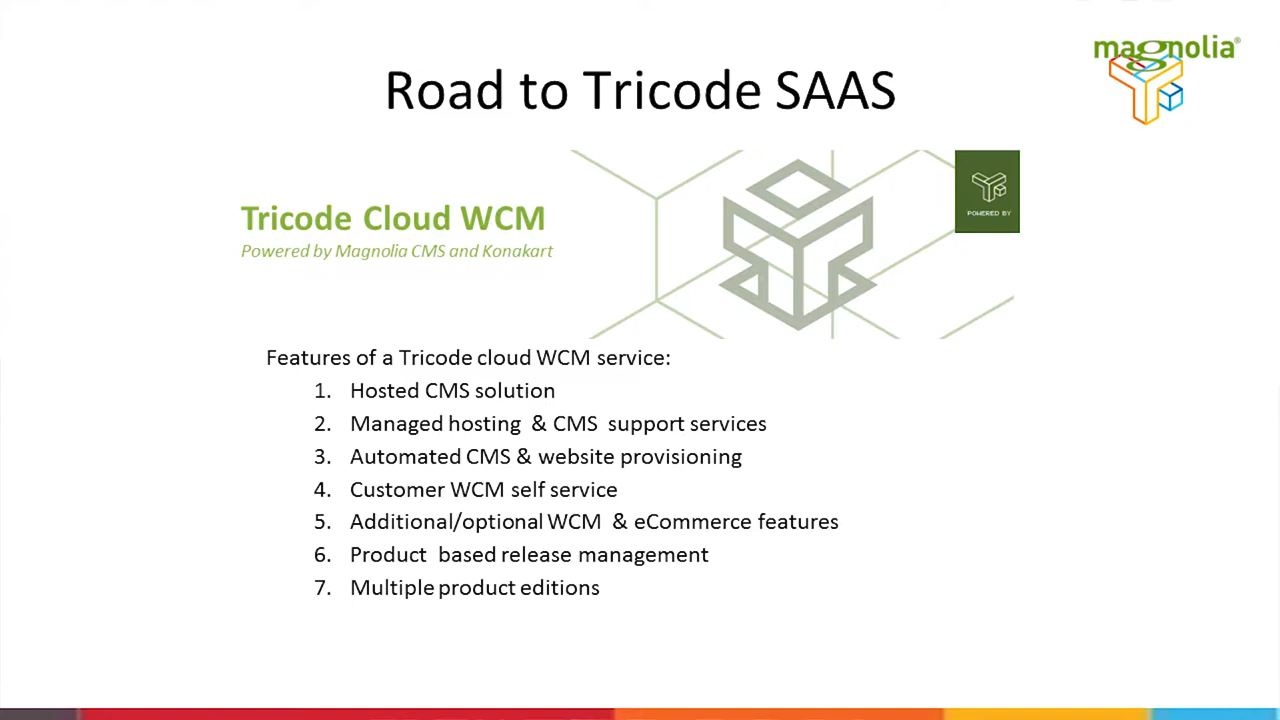 magnolia®
Road to Tricode SAAS
Tricode Cloud WCM
Powered by Magnolia CMS and Konakart
POWERED BY
Features of a Tricode cloud WCM service:
1. Hosted CMS solution
2. Managed hosting & CMS support services
3. Automated CMS & website provisioning
4. Customer WCM self service
5. Additional/optional WCM & eCommerce features
6. Product based release management
7. Multiple product editions